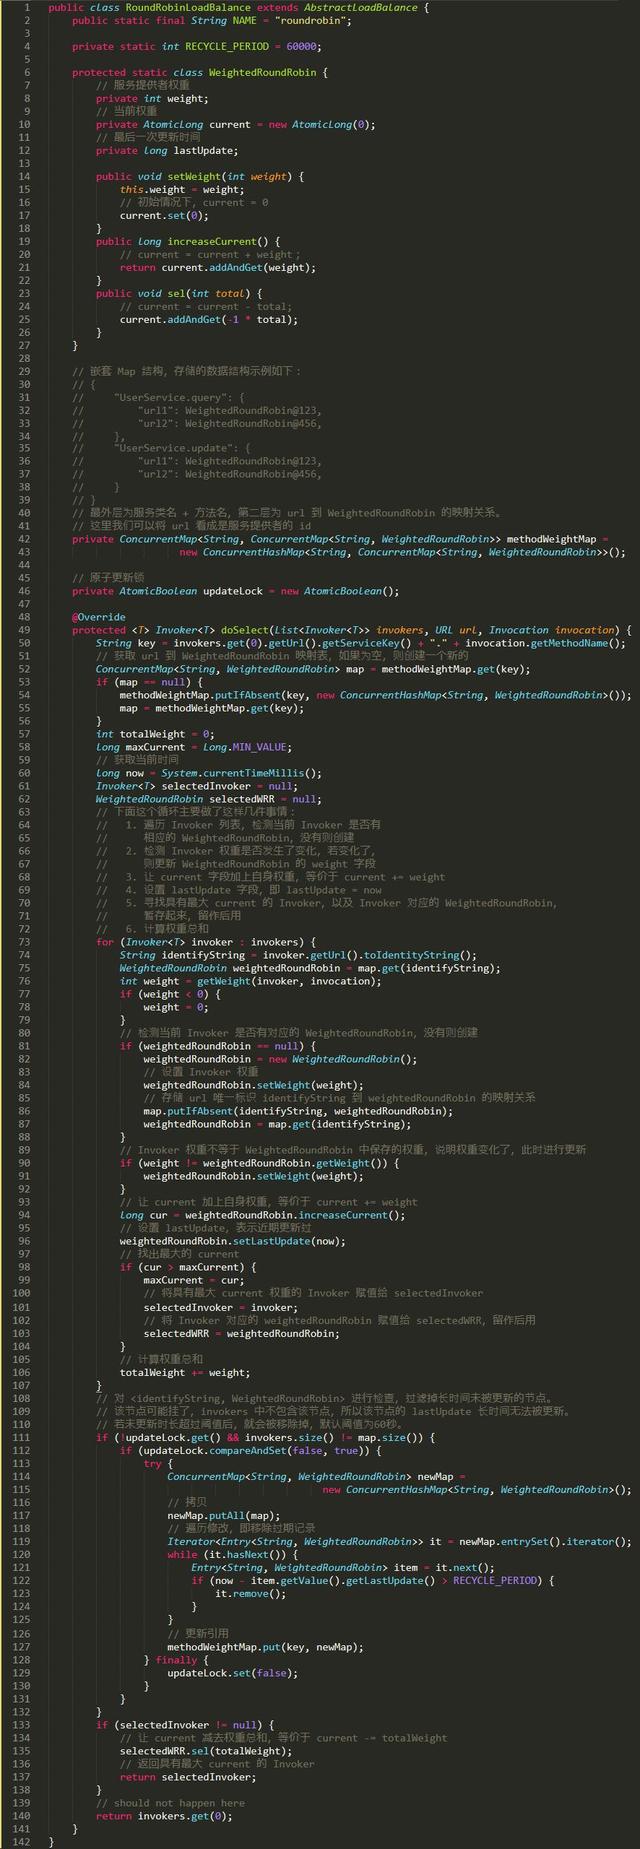 1 public class RoundRobinLoadBalance extends AbstractLoadBalance {
2     public static final String NAME = "roundrobin";
3
4     private static int RECYCLE_PERIOD = 60000;
5
6     protected static class WeightedRoundRobin {
7         // 服务提供者权重
8         private int weight;
9         // 当前权重
10         private AtomicLong current = new AtomicLong(0);
11         // 最后一次更新时间
12         private long lastUpdate;
13
14         public void setWeight(int weight) {
15             this.weight = weight;
16             // 初始情况下, current = 0
17             current.set(0);
18         }
19         public long increaseCurrent() {
20             // current = current + weight;
21             return current.addAndGet(weight);
22         }
23         public void sel(int total) {
24             // current = current - total;
25             current.addAndGet(-1 * total);
26         }
27     }
28
29     // 嵌套 Map 结构, 存储的数据结构示例如下:
30     // {
31     //     "UserService.query": {
32     //         "url1": WeightedRoundRobin@123,
33     //         "url2": WeightedRoundRobin@456,
34     //     },
35     //     "UserService.update": {
36     //         "url1": WeightedRoundRobin@123,
37     //         "url2": WeightedRoundRobin@456,
38     //     }
39     // }
40     // 最外层为服务类名 + 方法名, 第二层为 url 到 WeightedRoundRobin 的映射关系。
41     // 这里我们可以将 url 看成是服务提供者的 id
42     private ConcurrentMap<String, ConcurrentMap<String, WeightedRoundRobin>> methodWeightMap =
43                       new ConcurrentHashMap<String, ConcurrentMap<String, WeightedRoundRobin>>();
44
45     // 原子更新锁
46     private AtomicBoolean updateLock = new AtomicBoolean();
47
48     @Override
49     protected <T> Invoker<T> doSelect(List<Invoker<T>> invokers, URL url, Invocation invocation) {
50         String key = invokers.get(0).getUrl().getServiceKey() + "." + invocation.getMethodName();
51         // 获取 url 到 WeightedRoundRobin 映射表, 如果为空, 则创建一个新的
52         ConcurrentMap<String, WeightedRoundRobin> map = methodWeightMap.get(key);
53         if (map == null) {
54             methodWeightMap.putIfAbsent(key, new ConcurrentHashMap<String, WeightedRoundRobin>());
55             map = methodWeightMap.get(key);
56         }
57         int totalWeight = 0;
58         long maxCurrent = Long.MIN_VALUE;
59         // 获取当前时间
60         long now = System.currentTimeMillis();
61         Invoker<T> selectedInvoker = null;
62         WeightedRoundRobin selectedWRR = null;
63         // 下面这个循环主要做了这样几件事情:
64         //   1. 遍历 Invoker 列表, 检测当前 Invoker 是否有
65         //      相应的 WeightedRoundRobin, 没有则创建
66         //   2. 检测 Invoker 权重是否发生了变化, 若变化了,
67         //      则更新 WeightedRoundRobin 的 weight 字段
68         //   3. 让 current 字段加上自身权重, 等价于 current += weight
69         //   4. 设置 lastUpdate 字段, 即 lastUpdate = now
70         //   5. 寻找具有最大 current 的 Invoker, 以及 Invoker 对应的 WeightedRoundRobin,
71         //      暂存起来, 留作后用
72         //   6. 计算权重总和
73         for (Invoker<T> invoker : invokers) {
74             String identifyString = invoker.getUrl().toIdentityString();
75             WeightedRoundRobin weightedRoundRobin = map.get(identifyString);
76             int weight = getWeight(invoker, invocation);
77             if (weight < 0) {
78                 weight = 0;
79             }
80             // 检测当前 Invoker 是否有对应的 WeightedRoundRobin, 没有则创建
81             if (weightedRoundRobin == null) {
82                 weightedRoundRobin = new WeightedRoundRobin();
83                 // 设置 Invoker 权重
84                 weightedRoundRobin.setWeight(weight);
85                 // 存储 url 唯一标识 identifyString 到 weightedRoundRobin 的映射关系
86                 map.putIfAbsent(identifyString, weightedRoundRobin);
87                 weightedRoundRobin = map.get(identifyString);
88             }
89             // Invoker 权重不等于 WeightedRoundRobin 中保存的权重, 说明权重变化了, 此时进行更新
90             if (weight != weightedRoundRobin.getWeight()) {
91                 weightedRoundRobin.setWeight(weight);
92             }
93             // 让 current 加上自身权重, 等价于 current += weight
94             long cur = weightedRoundRobin.increaseCurrent();
95             // 设置 lastUpdate, 表示近期更新过
96             weightedRoundRobin.setLastUpdate(now);
97             // 找出最大的 current
98             if (cur > maxCurrent) {
99                 maxCurrent = cur;
100                 // 将具有最大 current 权重的 Invoker 赋值给 selectedInvoker
101                 selectedInvoker = invoker;
102                 // 将 Invoker 对应的 weightedRoundRobin 赋值给 selectedWRR, 留作后用
103                 selectedWRR = weightedRoundRobin;
104             }
105             // 计算权重总和
106             totalWeight += weight;
107         }
108         // 对 <identifyString, WeightedRoundRobin> 进行检查, 过滤掉长时间未被更新的节点。
109         // 该节点可能挂了, invokers 中不包含该节点, 所以该节点的 lastUpdate 长时间无法被更新。
110         // 若未更新时长超过阈值后, 就会被移除掉, 默认阈值为60秒。
111         if (!updateLock.get() && invokers.size() != map.size()) {
112             if (updateLock.compareAndSet(false, true)) {
113                 try {
114                     ConcurrentMap<String, WeightedRoundRobin> newMap =
115                                               new ConcurrentHashMap<String, WeightedRoundRobin>();
116                     // 拷贝
117                     newMap.putAll(map);
118                     // 遍历修改, 即移除过期记录
119                     Iterator<Entry<String, WeightedRoundRobin>> it = newMap.entrySet().iterator();
120                     while (it.hasNext()) {
121                         Entry<String, WeightedRoundRobin> item = it.next();
122                         if (now - item.getValue().getLastUpdate() > RECYCLE_PERIOD) {
123                             it.remove();
124                         }
125                     }
126                     // 更新引用
127                     methodWeightMap.put(key, newMap);
128                 } finally {
129                     updateLock.set(false);
130                 }
131             }
132         }
133         if (selectedInvoker != null) {
134             // 让 current 减去权重总和, 等价于 current -= totalWeight
135             selectedWRR.sel(totalWeight);
136             // 返回具有最大 current 的 Invoker
137             return selectedInvoker;
138         }
139         // should not happen here
140         return invokers.get(0);
141     }
142 }